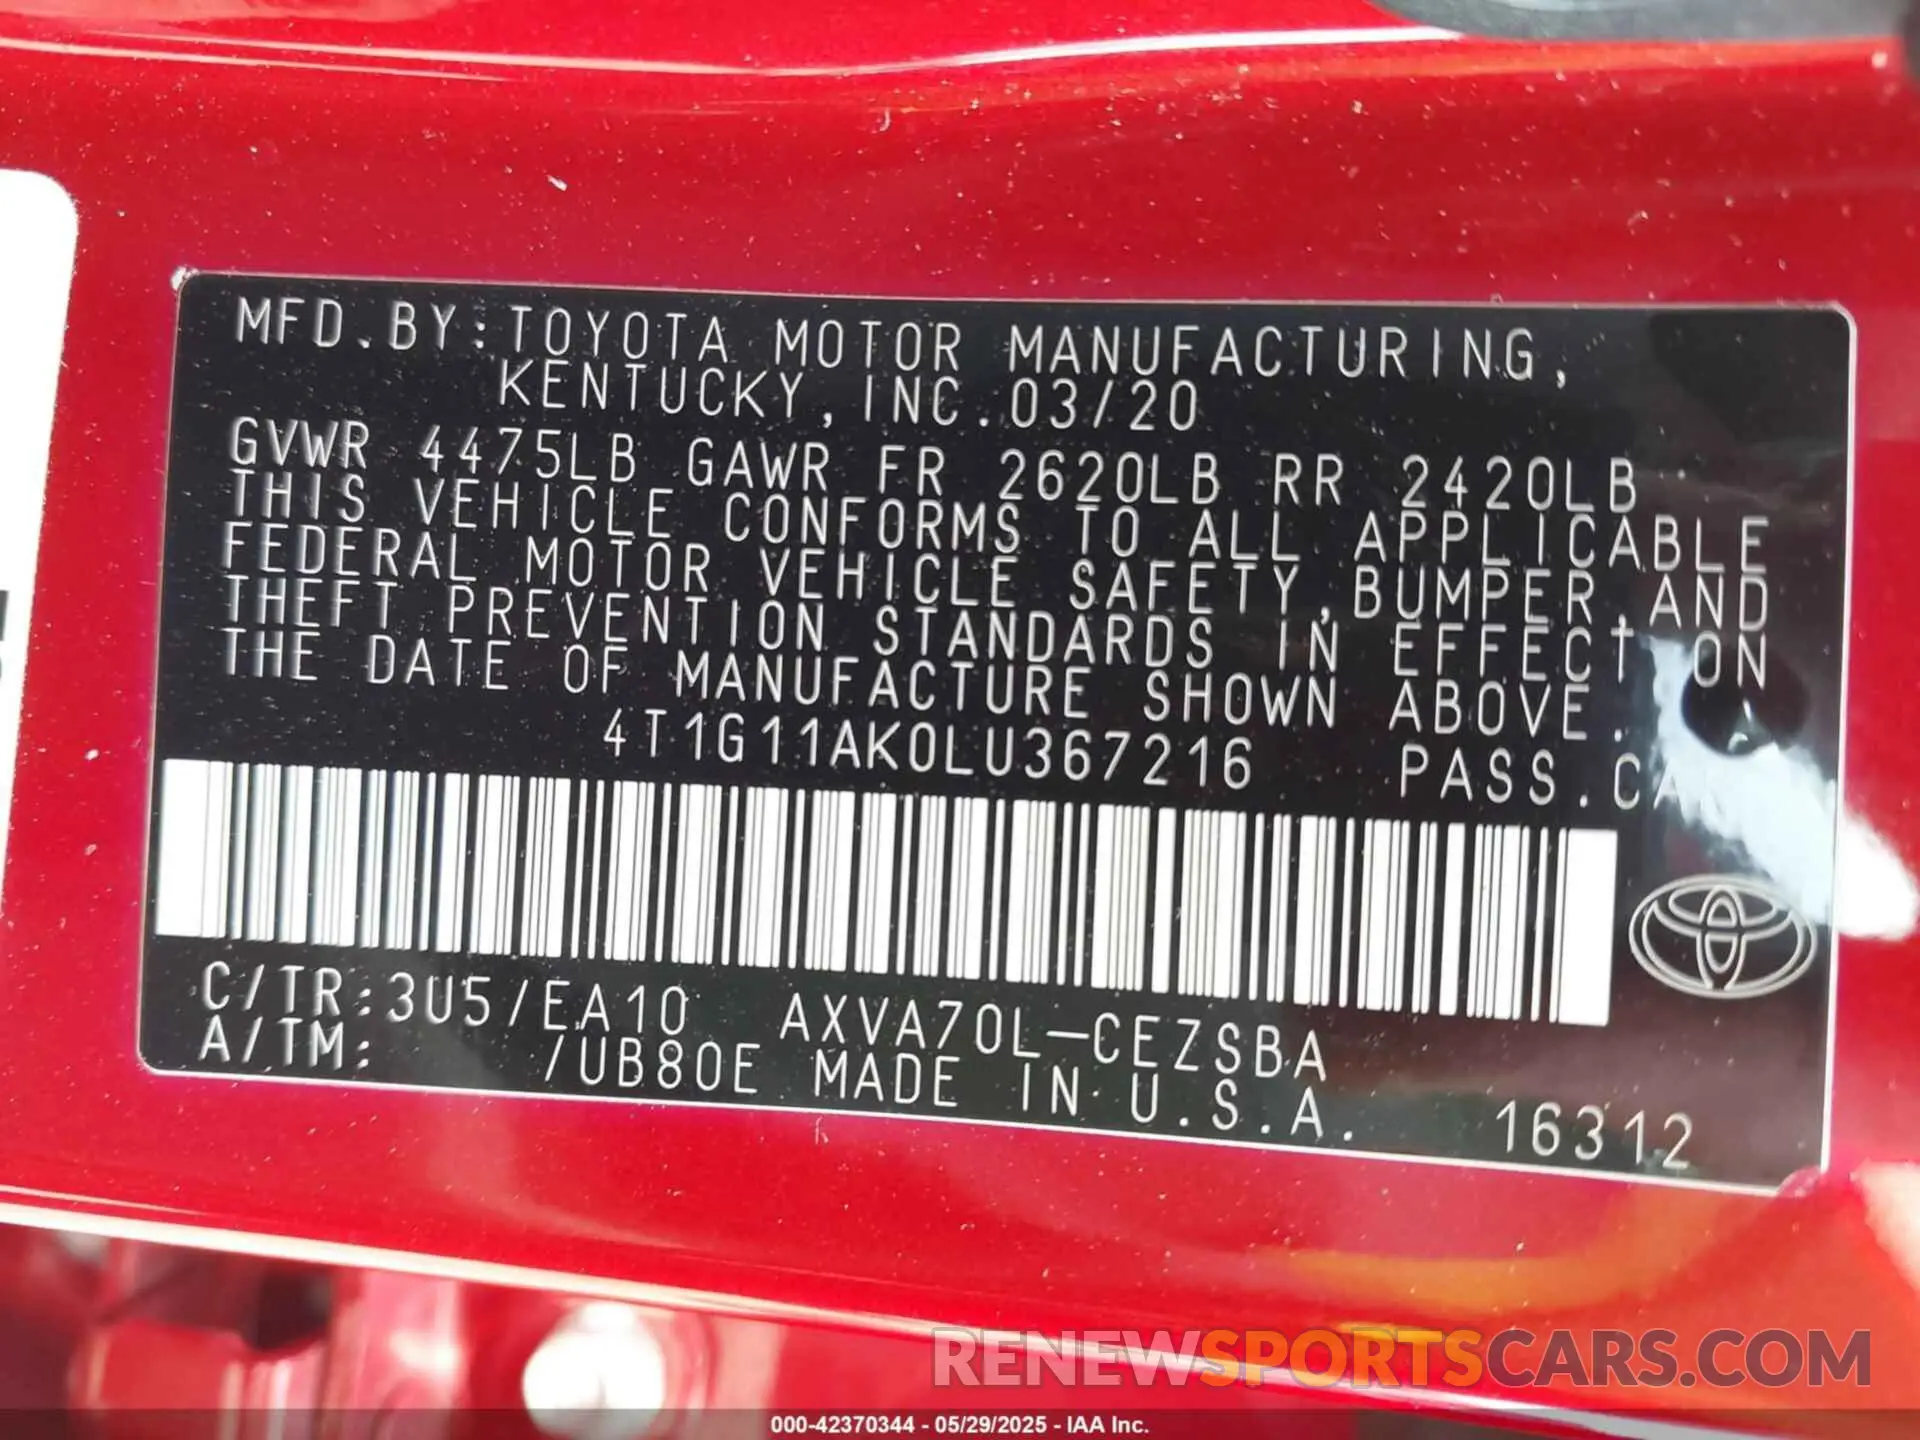 MFD.BY:TOYOTA MOTOR MANUFACTURING,
KENTUCKY,INC.03/20
GVWR 4475LB GAWR FR 2620LB RR 2420LB
THIS VEHICLE CONFORMS TO ALL APPLICABLE
FEDERAL MOTOR VEHICLE SAFETY,BUMPER,AND
THEFT PREVENTION STANDARDS IN EFFECT ON
THE DATE OF MANUFACTURE SHOWN ABOVE.
4T1G11AK0LU367216 PASS.CAR
C/TR:3U5/EA10 AXVA70L-CEZSBA
A/TM: /UB80E MADE IN U.S.A. 16312
RENEWSPORTSCARS.COM
000-42370344 - 05/29/2025 - IAA Inc.